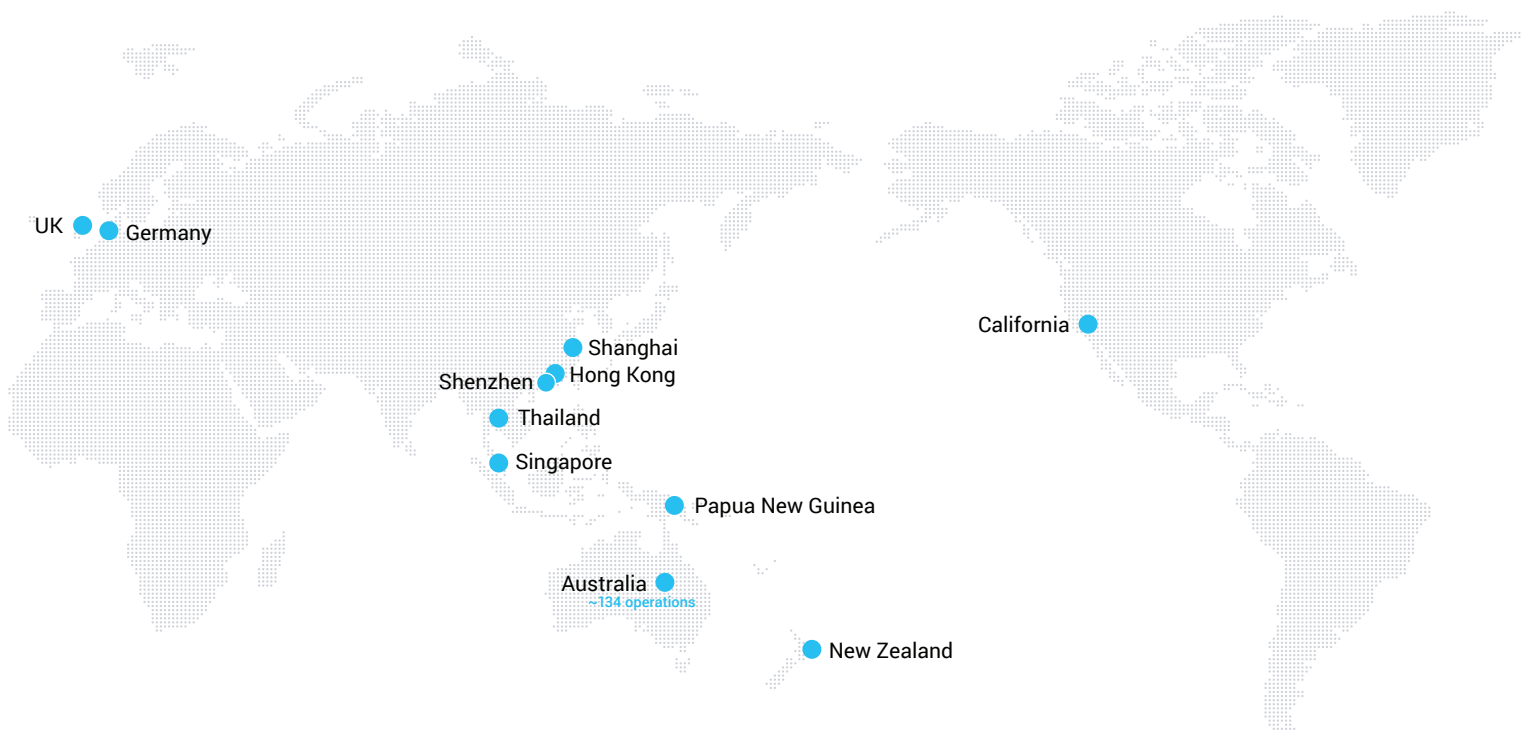 UK
Germany
California
Shanghai
Hong Kong
Shenzhen
Thailand
Singapore
Papua New Guinea
Australia
~134 operations
New Zealand